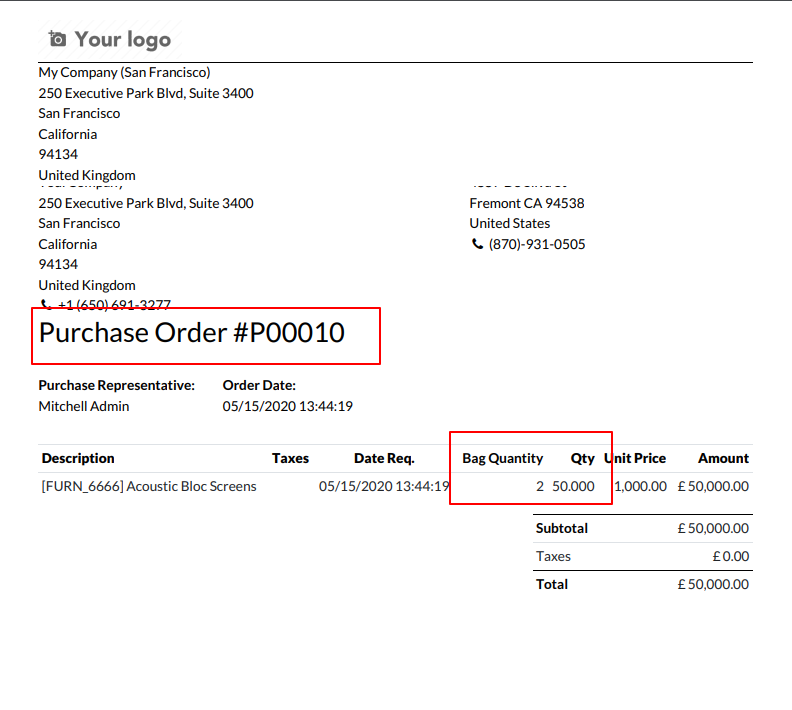 Your logo
My Company (San Francisco)
250 Executive Park Blvd, Suite 3400
San Francisco
California
94134
United Kingdom
250 Executive Park Blvd, Suite 3400
San Francisco
California
94134
United Kingdom
+1 (650) 691-3277
Fremont CA 94538
United States
(870)-931-0505
Purchase Order #P00010
Purchase Representative: Order Date:
Mitchell Admin 05/15/2020 13:44:19
Description Taxes Date Req. Bag Quantity Qty Unit Price Amount
[FURN_6666] Acoustic Bloc Screens 05/15/2020 13:44:19 2 50.000 1,000.00 £ 50,000.00
Subtotal £ 50,000.00
Taxes £ 0.00
Total £ 50,000.00